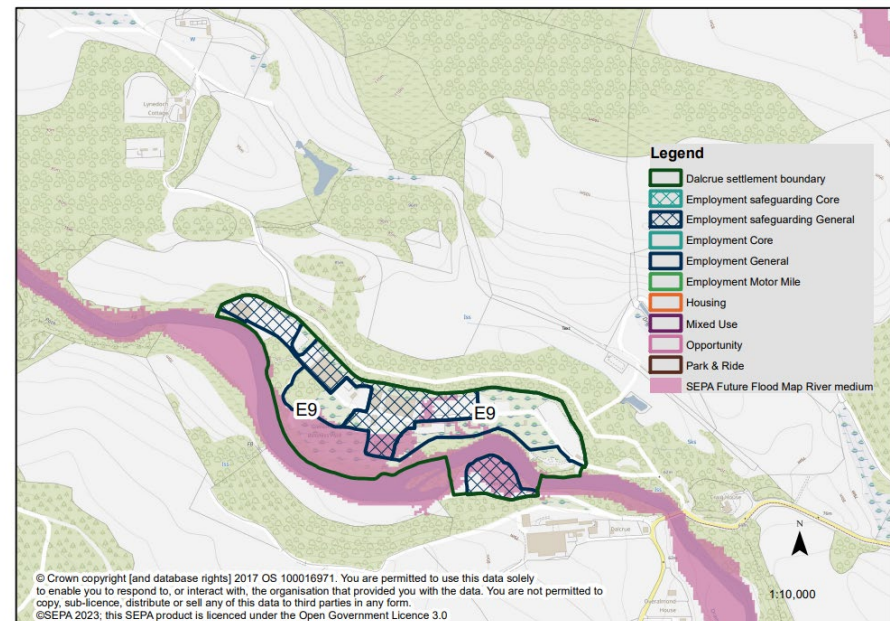 Lynedoch
Cottage
Legend
Dalcrue settlement boundary
Employment safeguarding Core
Employment safeguarding General
Employment Core
Employment General
Employment Motor Mile
Housing
Mixed Use
Opportunity
Park & Ride
SEPA Future Flood Map River medium
E9
E9
Dalcrue
House
N
1:10,000
© Crown copyright [and database rights] 2017 OS 100016971. You are permitted to use this data solely
to enable you to respond to, or interact with, the organisation that provided you with the data. You are not permitted to
copy, sub-licence, distribute or sell any of this data to third parties in any form.
©SEPA 2023; this SEPA product is licenced under the Open Government Licence 3.0